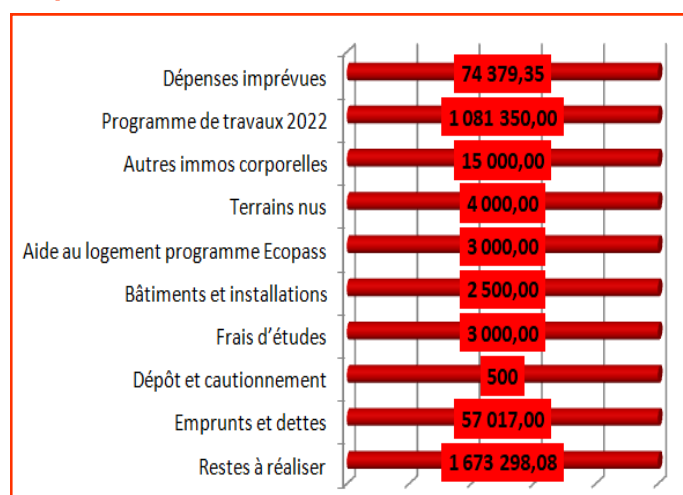 Dépenses imprévues 74 379,35
Programme de travaux 2022 1 081 350,00
Autres immos corporelles 15 000,00
Terrains nus 4 000,00
Aide au logement programme Ecopass 3 000,00
Bâtiments et installations 2 500,00
Frais d’études 3 000,00
Dépôt et cautionnement 500
Emprunts et dettes 57 017,00
Restes à réaliser 1 673 298,08